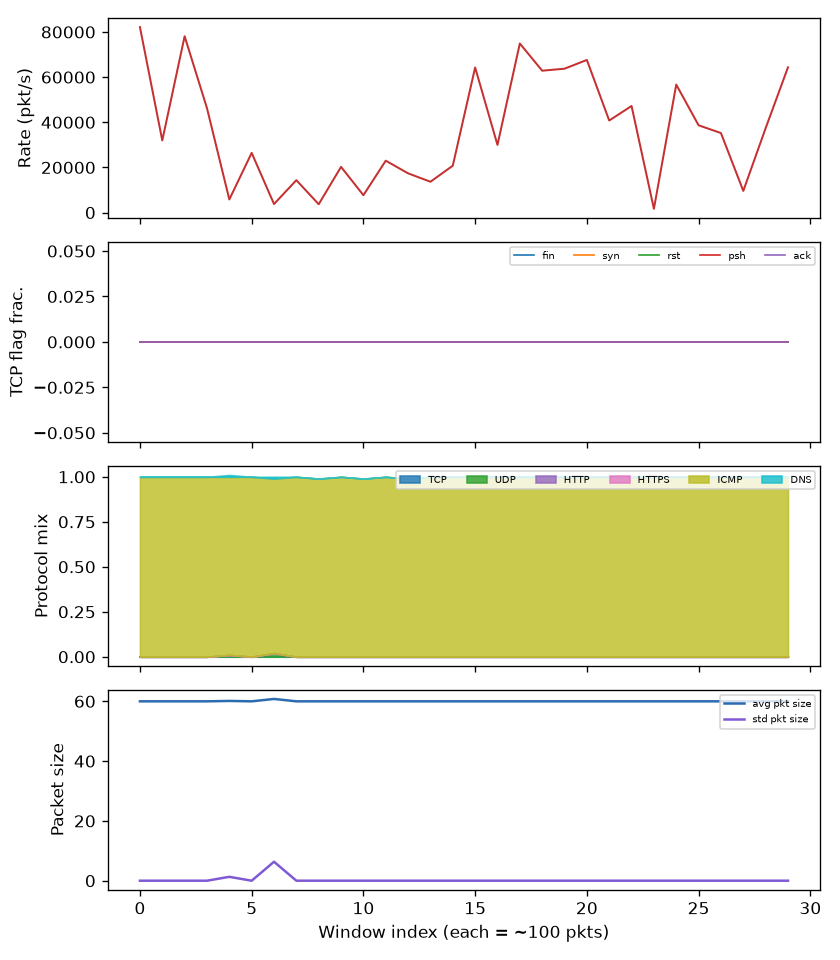 80000
60000
40000
20000
0
Rate (pkt/s)
0.050
0.025
0.000
−0.025
−0.050
TCP flag frac.
fin syn rst psh ack
1.00
0.75
0.50
0.25
0.00
Protocol mix
TCP UDP HTTP HTTPS ICMP DNS
60
40
20
0
Packet size
avg pkt size
std pkt size
0 5 10 15 20 25 30
Window index (each = ~100 pkts)